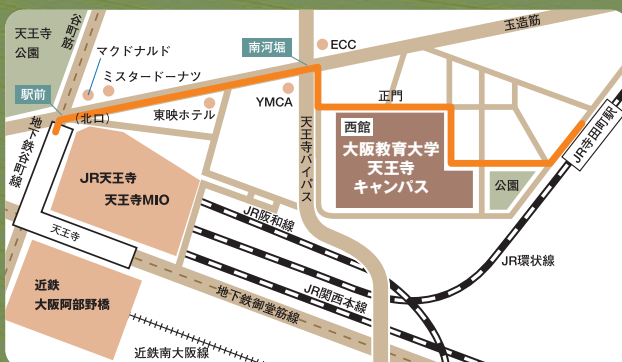 谷町筋
天王寺
公園
マクドナルド
ミスタードーナツ
駅前
(北口)
東映ホテル
YMCA
南河堀
ECC
玉造筋
正門
西館
大阪教育大学
天王寺
キャンパス
公園
JR寺田町駅
天王寺バイパス
地下鉄谷町線
JR天王寺
天王寺MIO
天王寺
JR阪和線
JR環状線
JR関西本線
地下鉄御堂筋線
近鉄
大阪阿部野橋
近鉄南大阪線